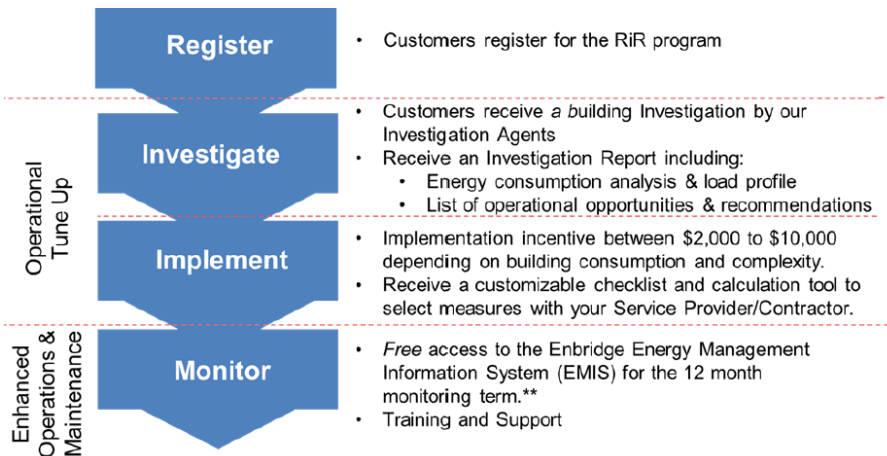 Register
• Customers register for the RiR program
Operational
Tune Up
Investigate
• Customers receive a building Investigation by our
Investigation Agents
• Receive an Investigation Report including:
• Energy consumption analysis & load profile
• List of operational opportunities & recommendations
Implement
• Implementation incentive between $2,000 to $10,000
depending on building consumption and complexity.
• Receive a customizable checklist and calculation tool to
select measures with your Service Provider/Contractor.
Enhanced
Operations &
Maintenance
Monitor
• Free access to the Enbridge Energy Management
Information System (EMIS) for the 12 month
monitoring term.**
• Training and Support